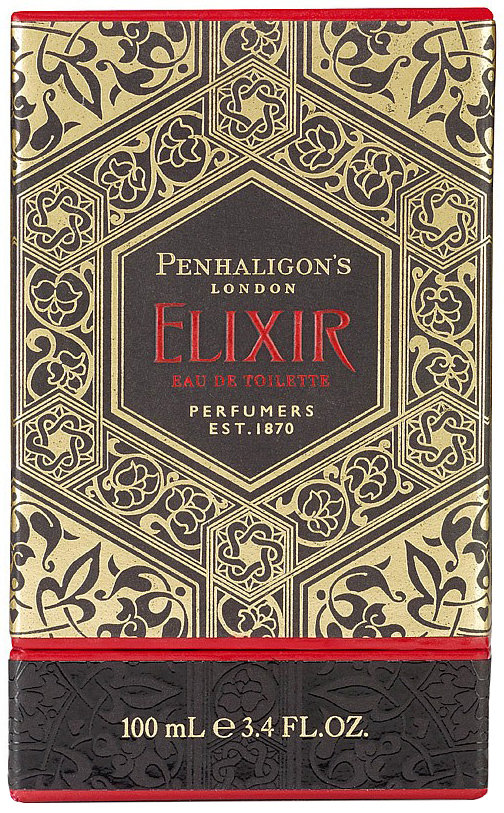 PENHALIGON'S
LONDON
ELIXIR
EAU DE TOILETTE
PERFUMERS
EST.1870
100 mL ℮ 3.4 FL.OZ.